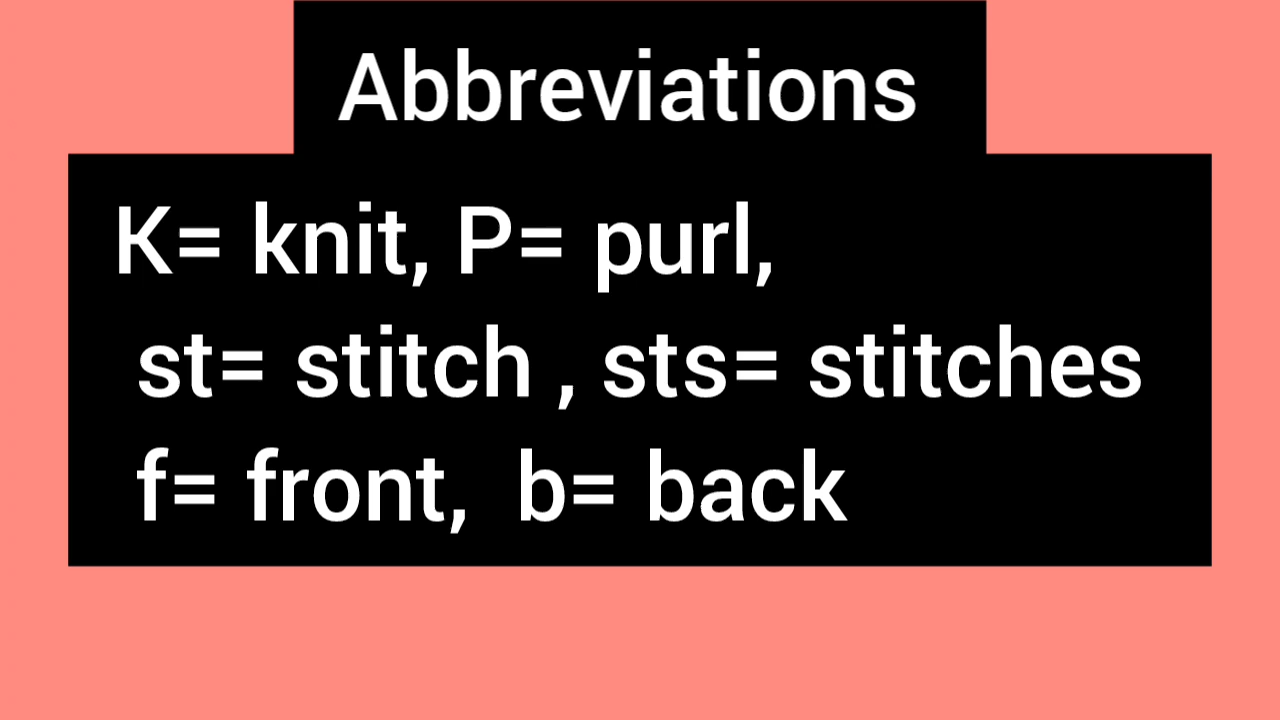 Abbreviations
K= knit, P= purl,
st= stitch , sts= stitches
f= front, b= back